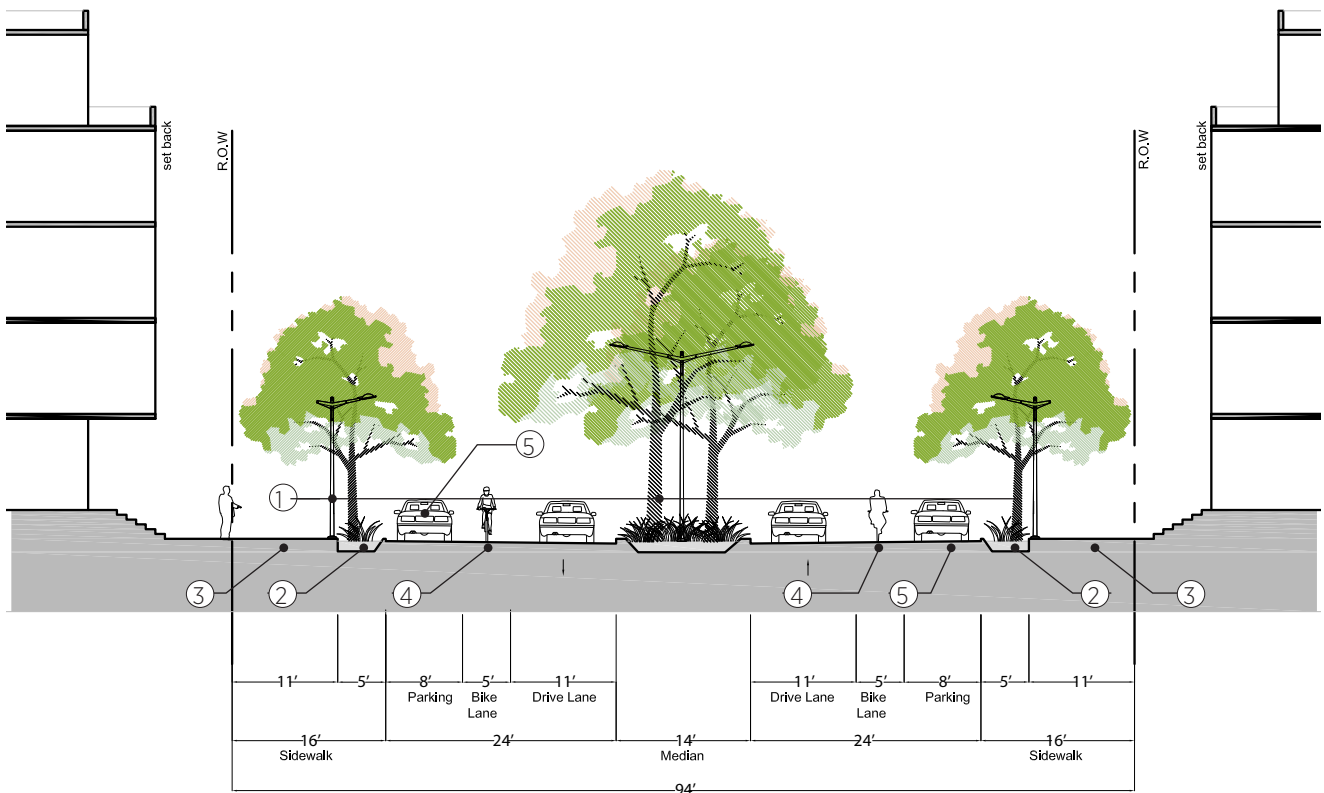 set back
R.O.W
R.O.W
set back
5
1
3
2
4
4
5
2
3
11’ 5’ 8’ 5’ 11’ 11’ 5’ 8’ 5’ 11’
Parking Bike Drive Lane Drive Lane Bike Parking
Lane Lane
16’ 24’ 14’ 24’ 16’
Sidewalk Median Sidewalk
94’